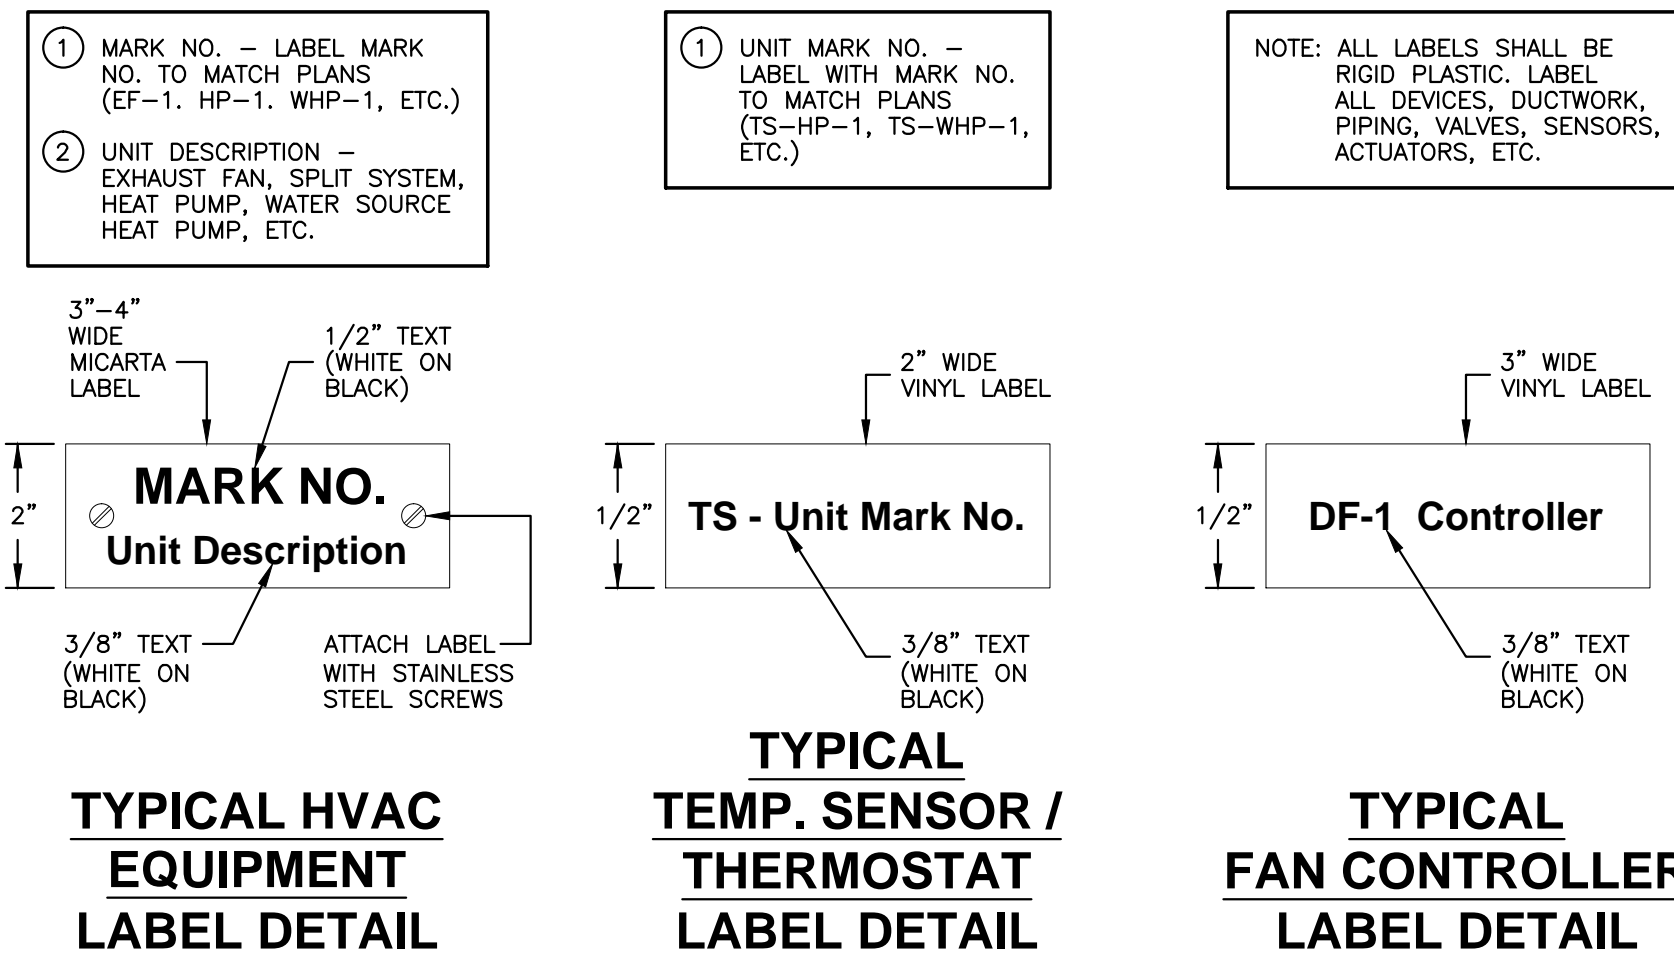 1 MARK NO. – LABEL MARK
NO. TO MATCH PLANS
(EF–1. HP–1. WHP–1, ETC.)
2 UNIT DESCRIPTION –
EXHAUST FAN, SPLIT SYSTEM,
HEAT PUMP, WATER SOURCE
HEAT PUMP, ETC.
3"–4"
WIDE
MICARTA
LABEL
1/2" TEXT
(WHITE ON
BLACK)
2"
MARK NO.
Unit Description
3/8" TEXT
(WHITE ON
BLACK)
ATTACH LABEL
WITH STAINLESS
STEEL SCREWS
TYPICAL HVAC
EQUIPMENT
LABEL DETAIL
1 UNIT MARK NO. –
LABEL WITH MARK NO.
TO MATCH PLANS
(TS–HP–1, TS–WHP–1,
ETC.)
2" WIDE
VINYL LABEL
1/2"
TS - Unit Mark No.
3/8" TEXT
(WHITE ON
BLACK)
TYPICAL
TEMP. SENSOR /
THERMOSTAT
LABEL DETAIL
NOTE: ALL LABELS SHALL BE
RIGID PLASTIC. LABEL
ALL DEVICES, DUCTWORK,
PIPING, VALVES, SENSORS,
ACTUATORS, ETC.
3" WIDE
VINYL LABEL
1/2"
DF-1 Controller
3/8" TEXT
(WHITE ON
BLACK)
TYPICAL
FAN CONTROLLER
LABEL DETAIL